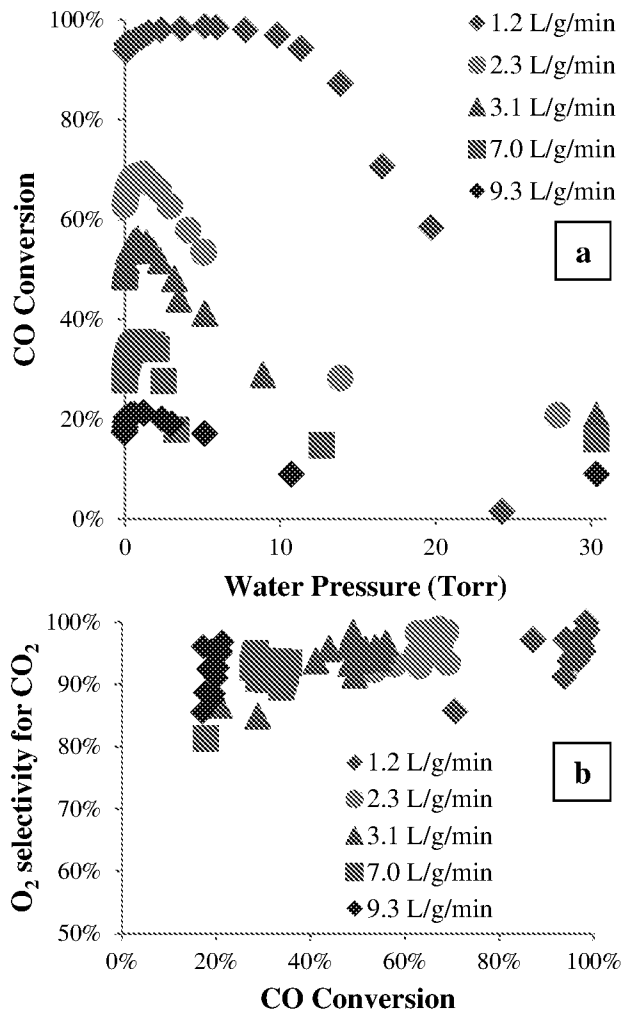 100%
80%
60%
40%
20%
0%
CO Conversion
1.2 L/g/min
2.3 L/g/min
3.1 L/g/min
7.0 L/g/min
9.3 L/g/min
a
0 10 20 30
Water Pressure (Torr)
100%
90%
80%
70%
60%
50%
O₂ selectivity for CO₂
1.2 L/g/min
2.3 L/g/min
3.1 L/g/min
7.0 L/g/min
9.3 L/g/min
b
0% 20% 40% 60% 80% 100%
CO Conversion